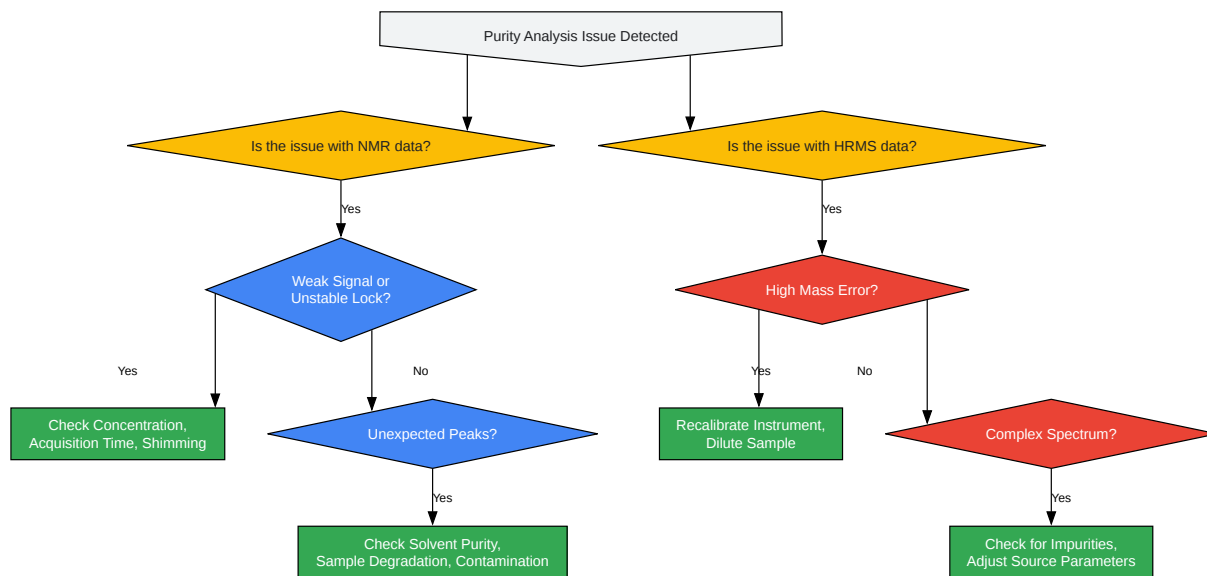 Purity Analysis Issue Detected
Is the issue with NMR data?
Is the issue with HRMS data?
Yes
Yes
Weak Signal or
Unstable Lock?
High Mass Error?
Yes
No
Yes
No
Check Concentration,
Acquisition Time, Shimming
Unexpected Peaks?
Recalibrate Instrument,
Dilute Sample
Complex Spectrum?
Yes
Yes
Check Solvent Purity,
Sample Degradation, Contamination
Check for Impurities,
Adjust Source Parameters